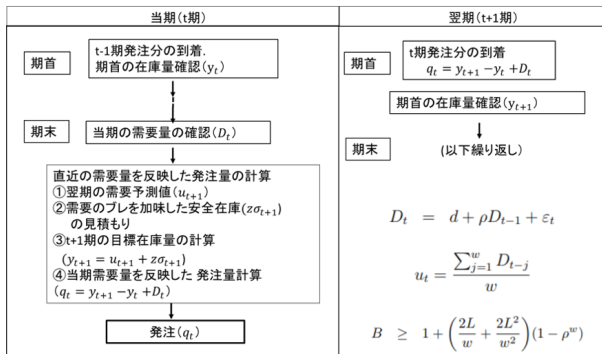 当期(t期)
期首
t-1期発注分の到着.
期首の在庫量確認(y_t)
期末
当期の需要量の確認(D_t)
直近の需要量を反映した発注量の計算
①翌期の需要予測値(u_{t+1})
②需要のブレを加味した安全在庫(zσ_{t+1})
の見積もり
③t+1期の目標在庫量の計算
(y_{t+1} = u_{t+1} + zσ_{t+1})
④当期需要量を反映した 発注量計算
(q_t = y_{t+1} −y_t +D_t)
発注(q_t)
翌期(t+1期)
期首
t期発注分の到着
q_t = y_{t+1} −y_t +D_t
期首の在庫量確認(y_{t+1})
期末
(以下繰り返し)
D_t = d + ρD_{t−1} + ε_t
u_t = \frac{\sum_{j=1}^{w} D_{t−j}}{w}
B ≥ 1 + \left(\frac{2L}{w} + \frac{2L^2}{w^2}\right)(1 − ρ^w)